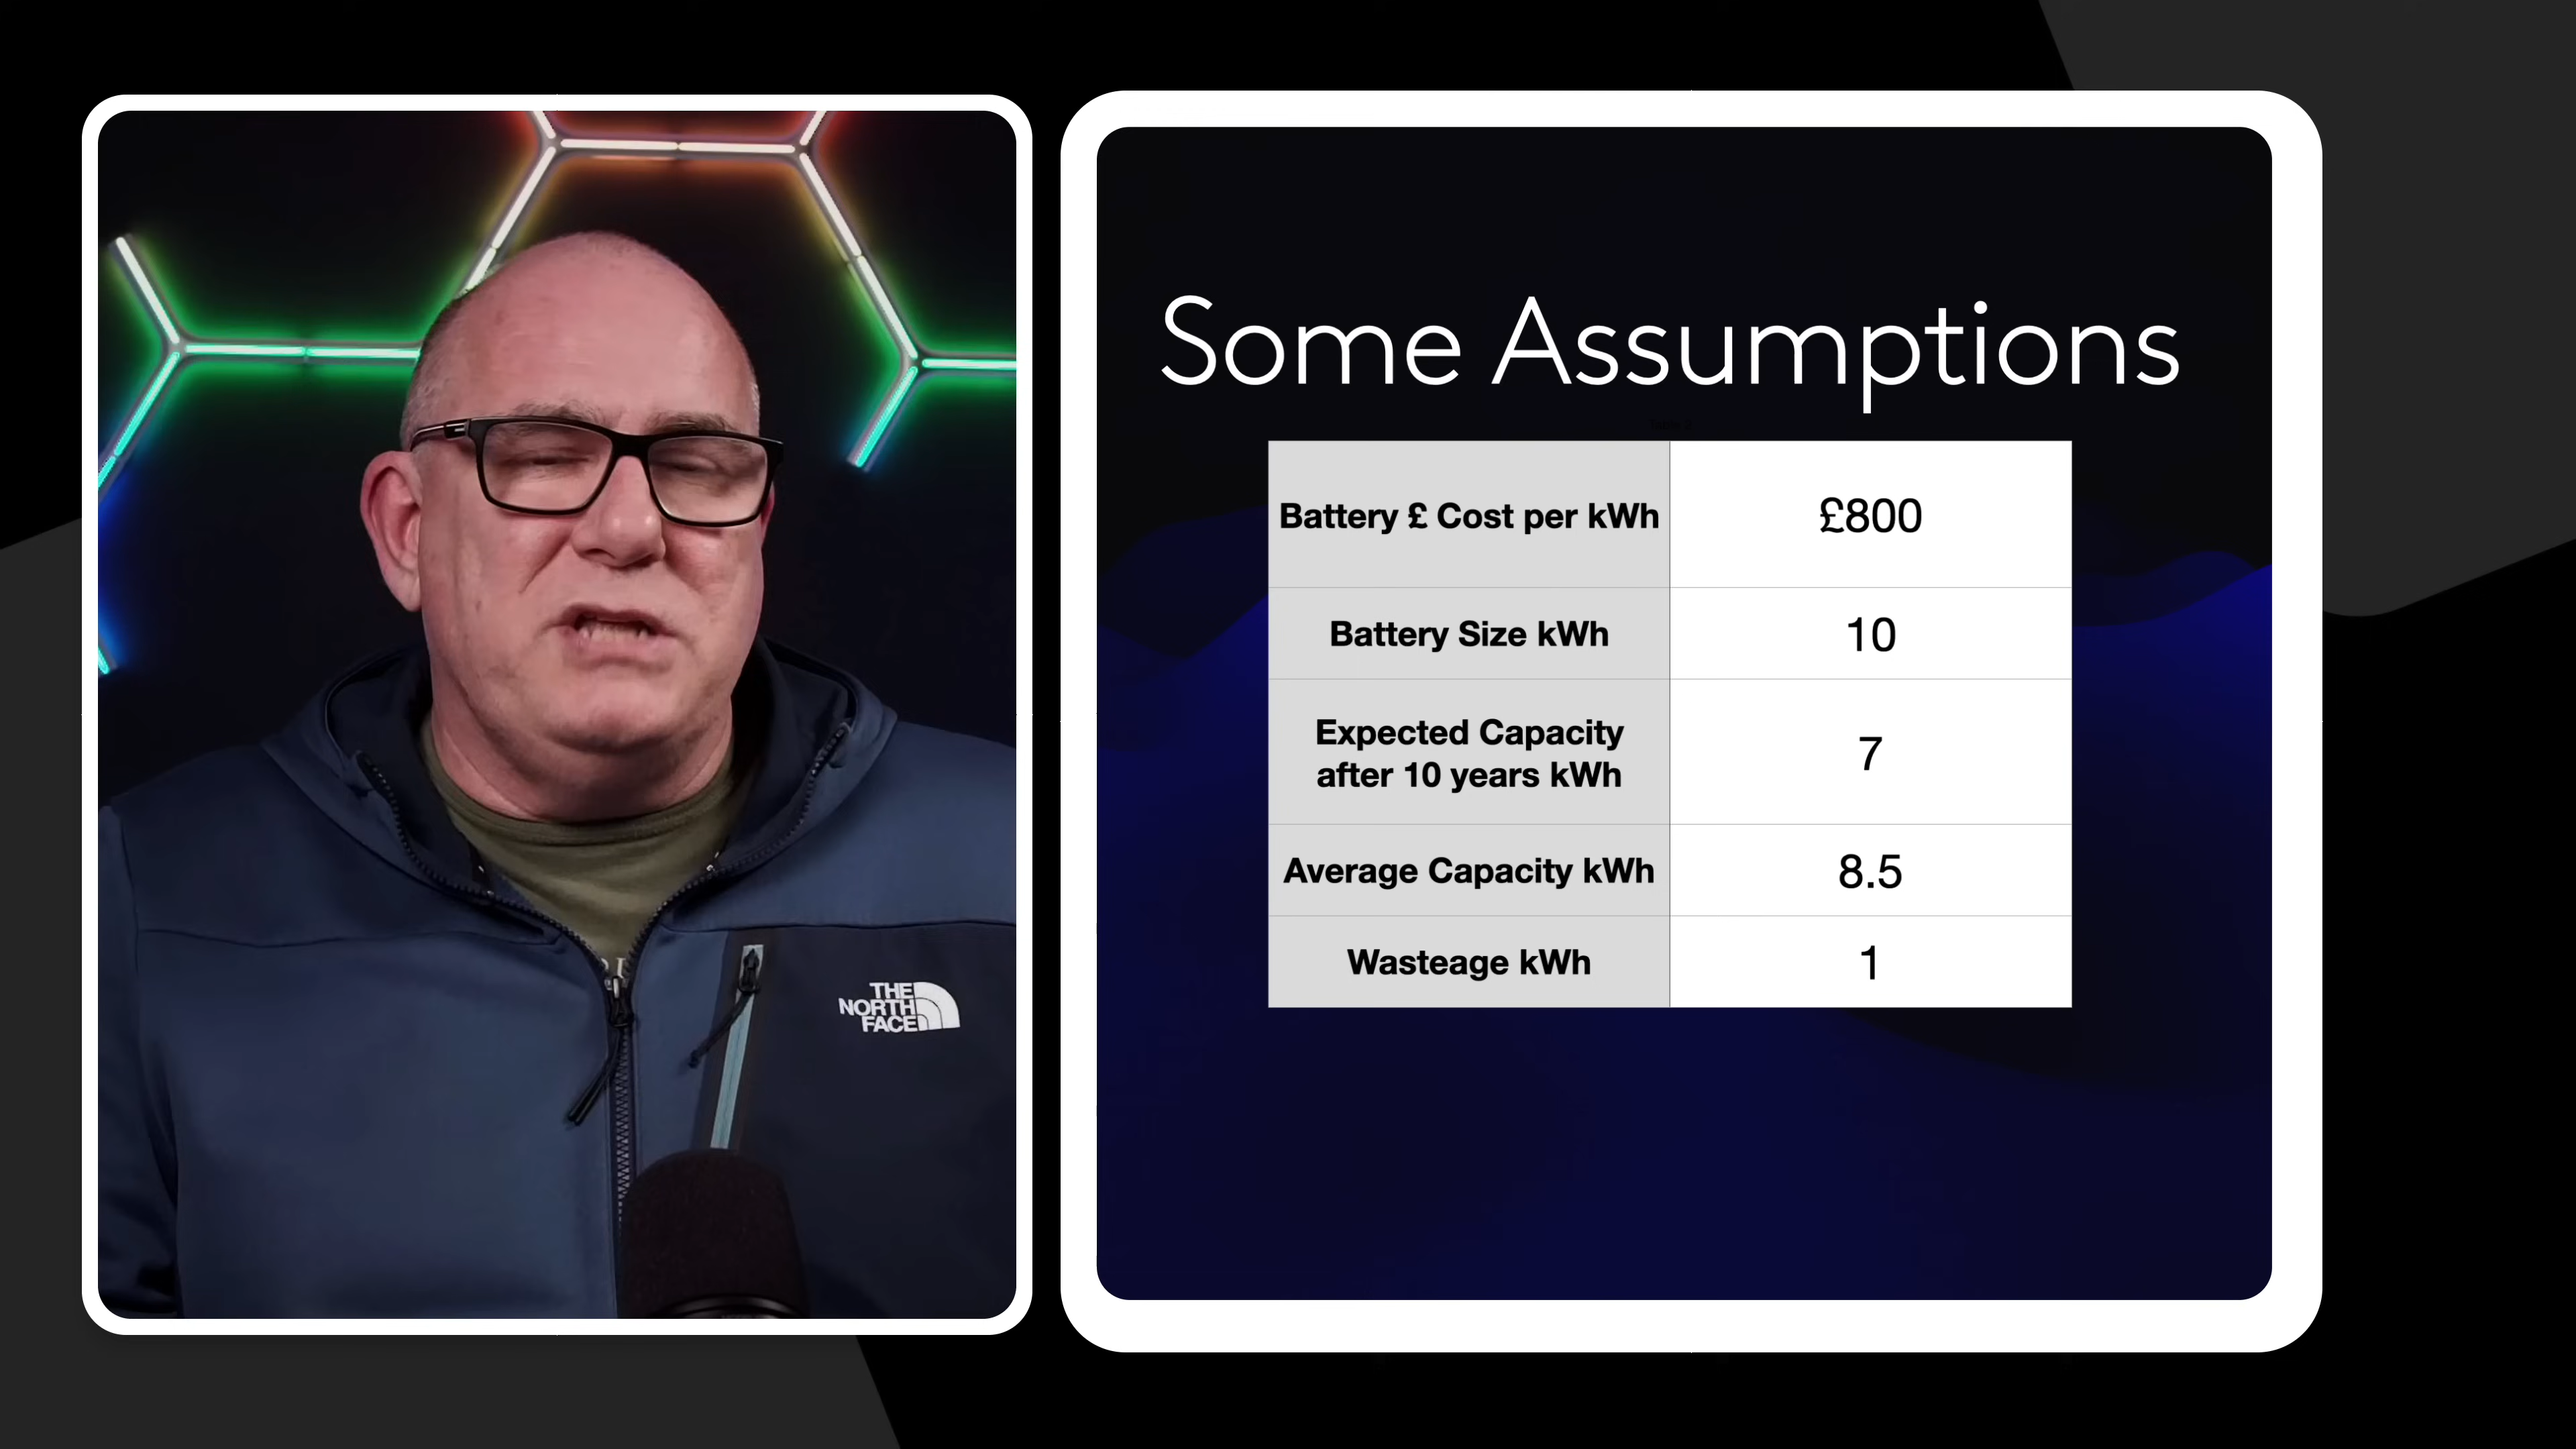 THE
NORTH
FACE
Some Assumptions
Battery £ Cost per kWh £800
Battery Size kWh 10
Expected Capacity
after 10 years kWh 7
Average Capacity kWh 8.5
Wasteage kWh 1